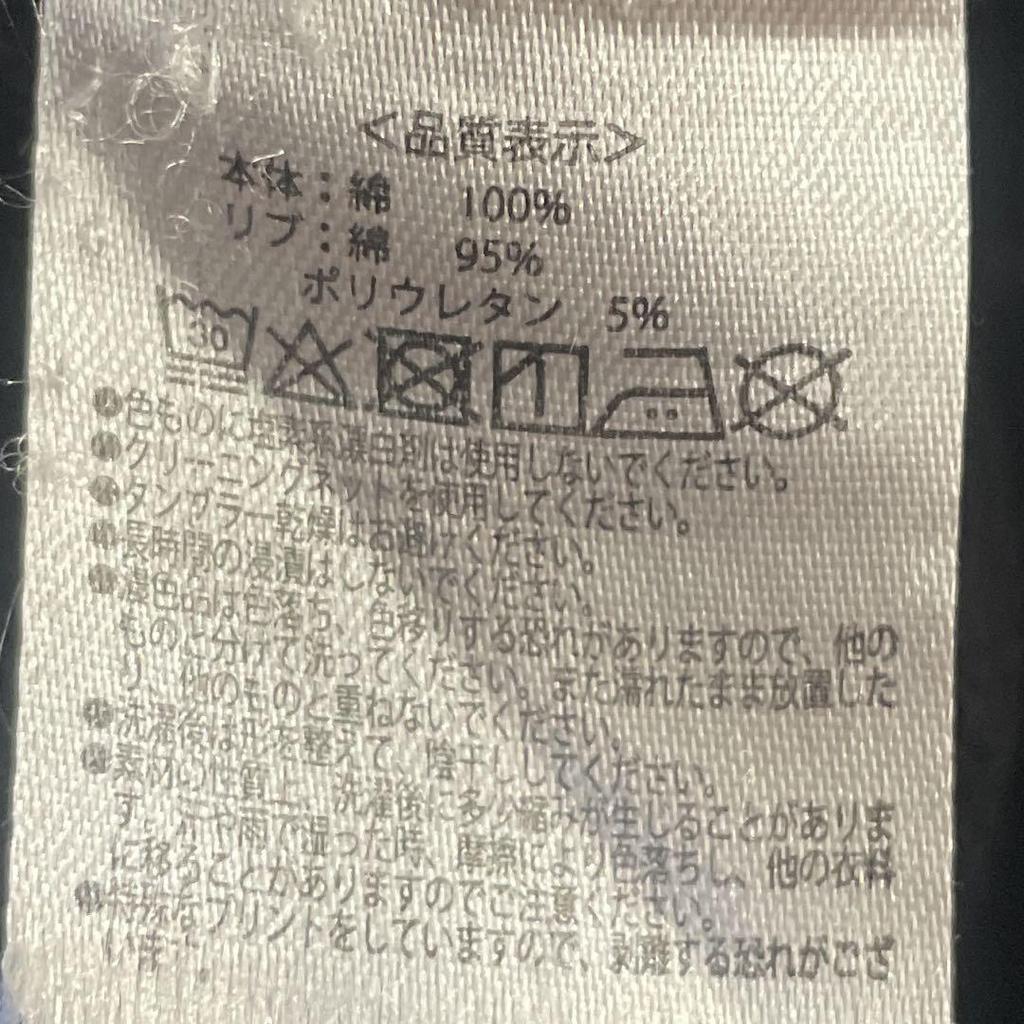 <品質表示>
本体：綿 100%
リブ：綿 95%
ポリウレタン 5%
30
●色ものに塩素系漂白剤は使用しないでください。
●クリーニングネットを使用してください。
●タンブラー乾燥はお避けください。
●長時間の浸漬はしないでください。
●濃色品は色落ち、色移りする恐れがありますので、他の
ものと分けて洗ってください。また濡れたまま放置した
り、他のものと重ねないでください。
●洗濯後は形を整えて、陰干ししてください。
●素材の性質上、洗濯後に多少縮みが生じることがありま
す。汗や雨で湿った時、摩擦により色落ちし、他の衣料
に移ることがありますのでご注意ください。
●特殊なプリントをしていますので、剥離する恐れがござ
います。